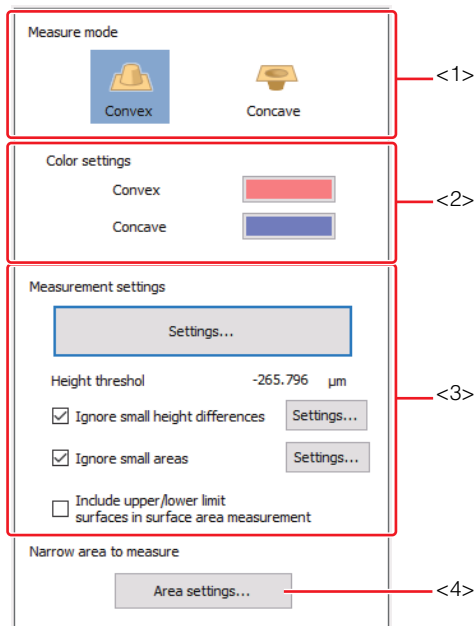 Measure mode
<1>
Convex
Concave
Color settings
Convex
<2>
Concave
Measurement settings
Settings...
Height threshol
-265.796 µm
<3>
Ignore small height differences
Settings...
Ignore small areas
Settings...
Include upper/lower limit
surfaces in surface area measurement
Narrow area to measure
Area settings...
<4>